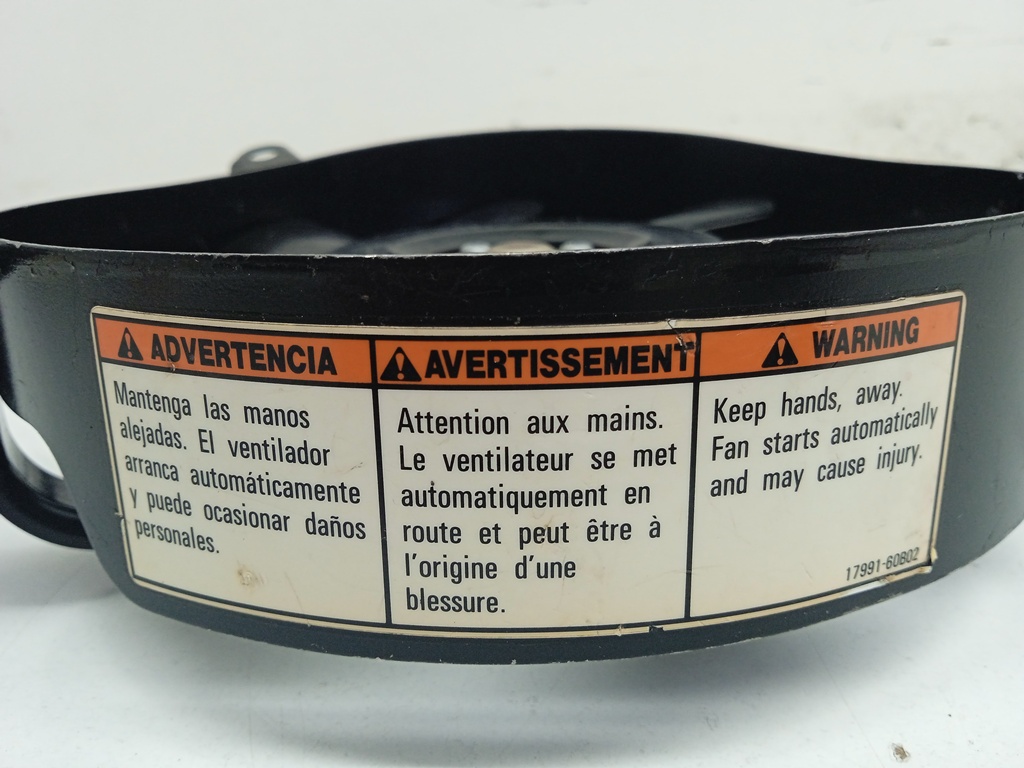 ADVERTENCIA
Mantenga las manos
alejadas. El ventilador
arranca automáticamente
y puede ocasionar daños
personales.
AVERTISSEMENT
Attention aux mains.
Le ventilateur se met
automatiquement en
route et peut être à
l'origine d'une
blessure.
WARNING
Keep hands, away.
Fan starts automatically
and may cause injury.
17991-60B02